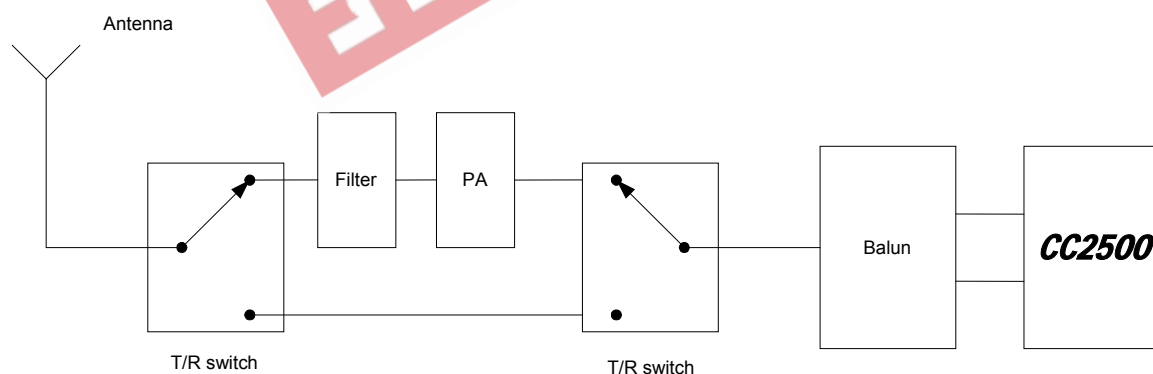 Antenna
Filter
PA
Balun
CC2500
T/R switch
T/R switch